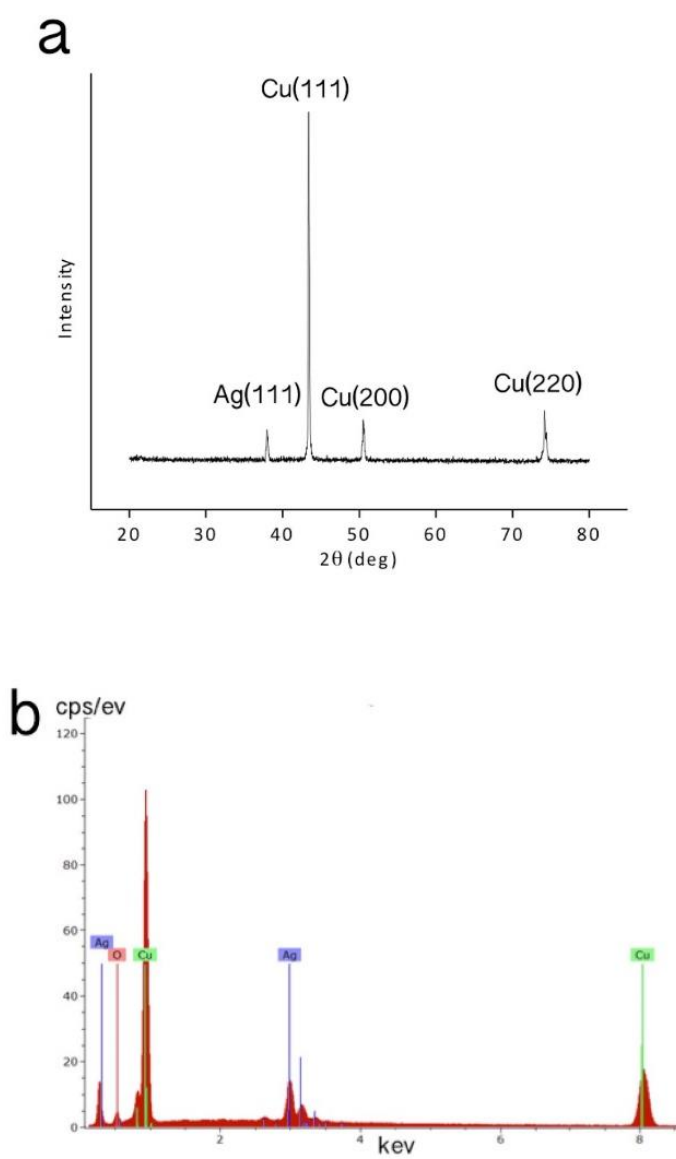 a
Cu(111)
Intensity
Ag(111) Cu(200) Cu(220)
20 30 40 50 60 70 80
2θ (deg)
b cps/ev
120
100
80
60
Ag
O Cu Ag Cu
40
20
0
2 4 6 8
kev